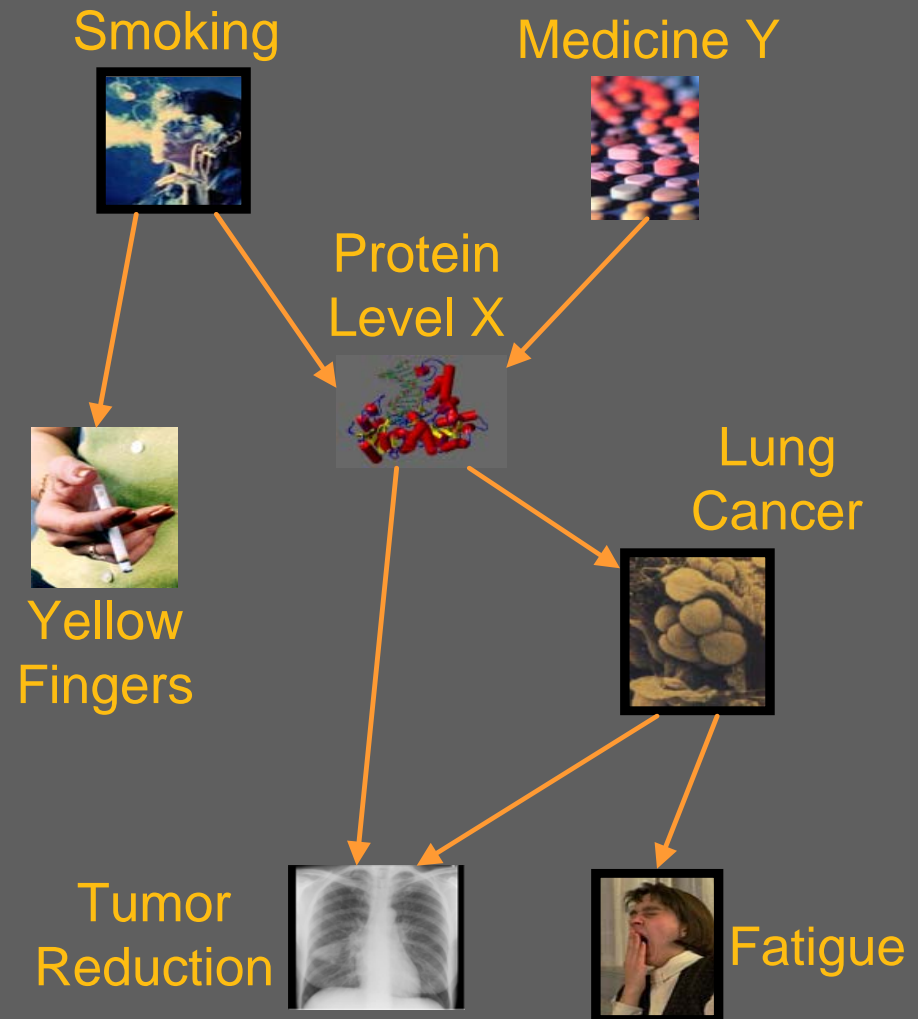 Smoking
Medicine Y
Protein
Level X
Lung
Cancer
Yellow
Fingers
Tumor
Reduction
Fatigue